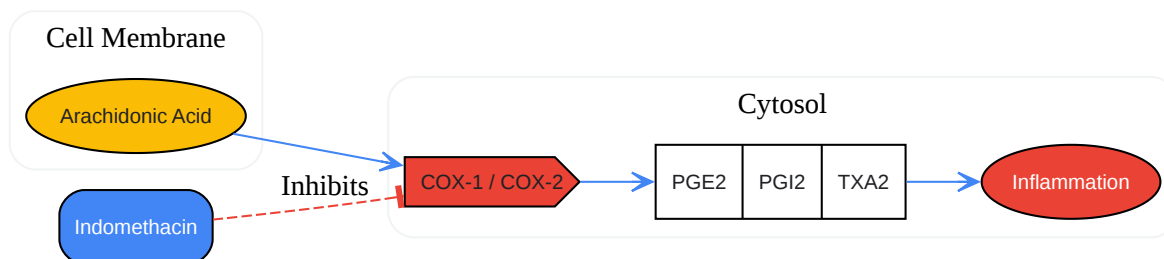 Cell Membrane
Arachidonic Acid
Cytosol
Inhibits
COX-1 / COX-2
PGE2
PGI2
TXA2
Inflammation
Indomethacin